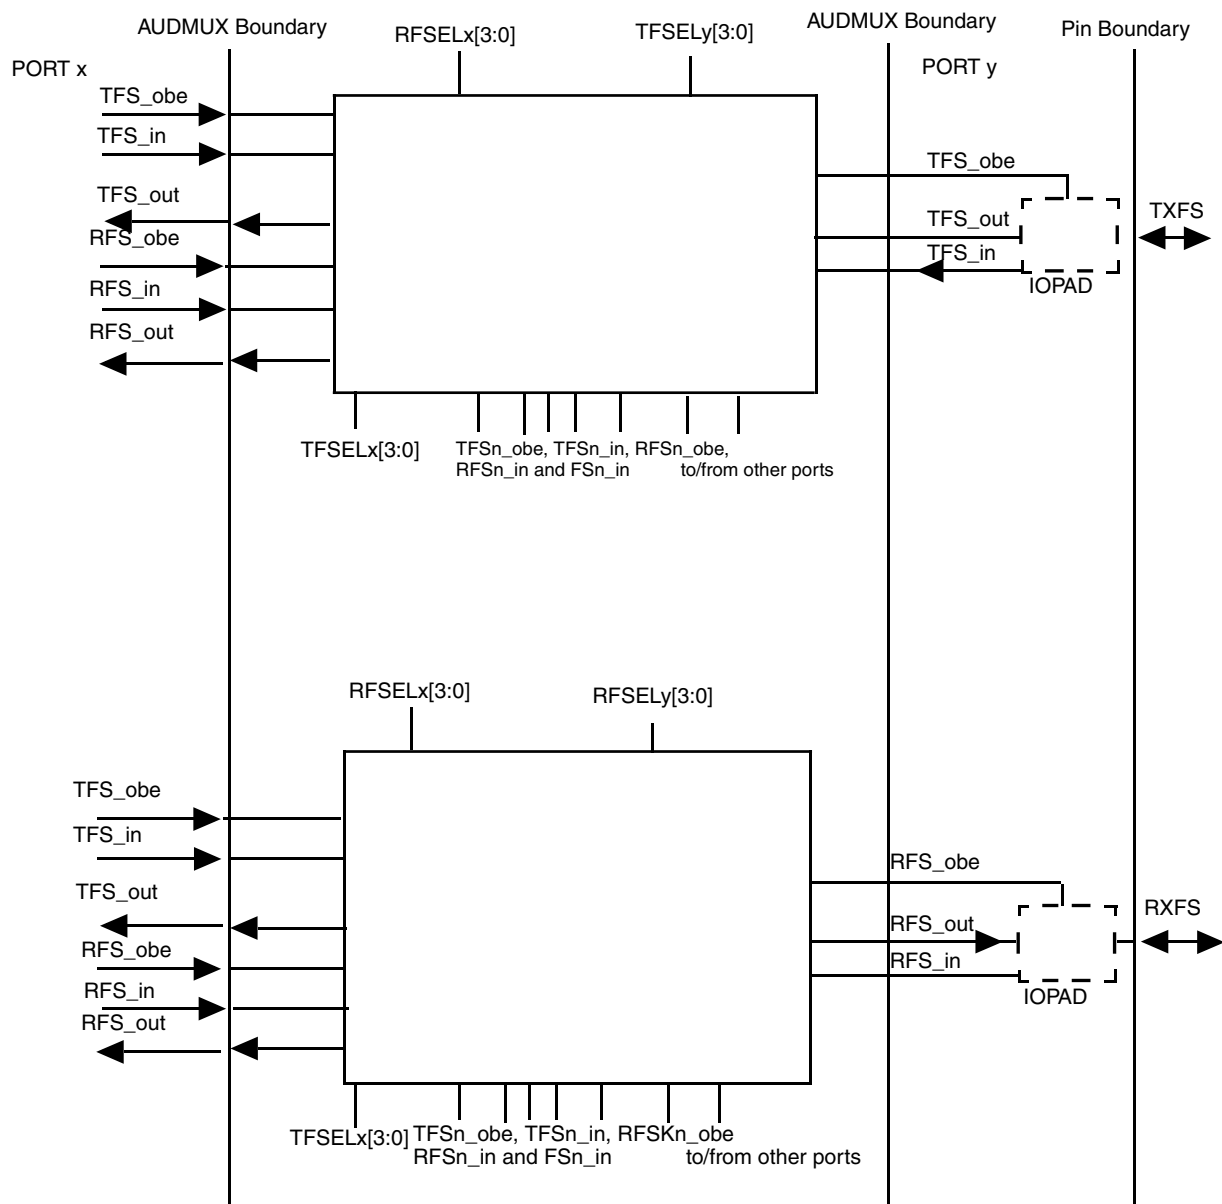 AUDMUX Boundary
RFSELx[3:0]
TFSELy[3:0]
AUDMUX Boundary
Pin Boundary
PORT x
PORT y
TFS_obe
TFS_in
TFS_out
RFS_obe
RFS_in
RFS_out
TFS_obe
TFS_out
TFS_in
IOPAD
TXFS
TFSELx[3:0]
TFSn_obe, TFSn_in, RFSn_obe,
RFSn_in and FSn_in
to/from other ports
RFSELx[3:0]
RFSELy[3:0]
TFS_obe
TFS_in
TFS_out
RFS_obe
RFS_in
RFS_out
RFS_obe
RFS_out
RFS_in
IOPAD
RXFS
TFSELx[3:0]
TFSn_obe, TFSn_in, RFSKn_obe
RFSn_in and FSn_in
to/from other ports